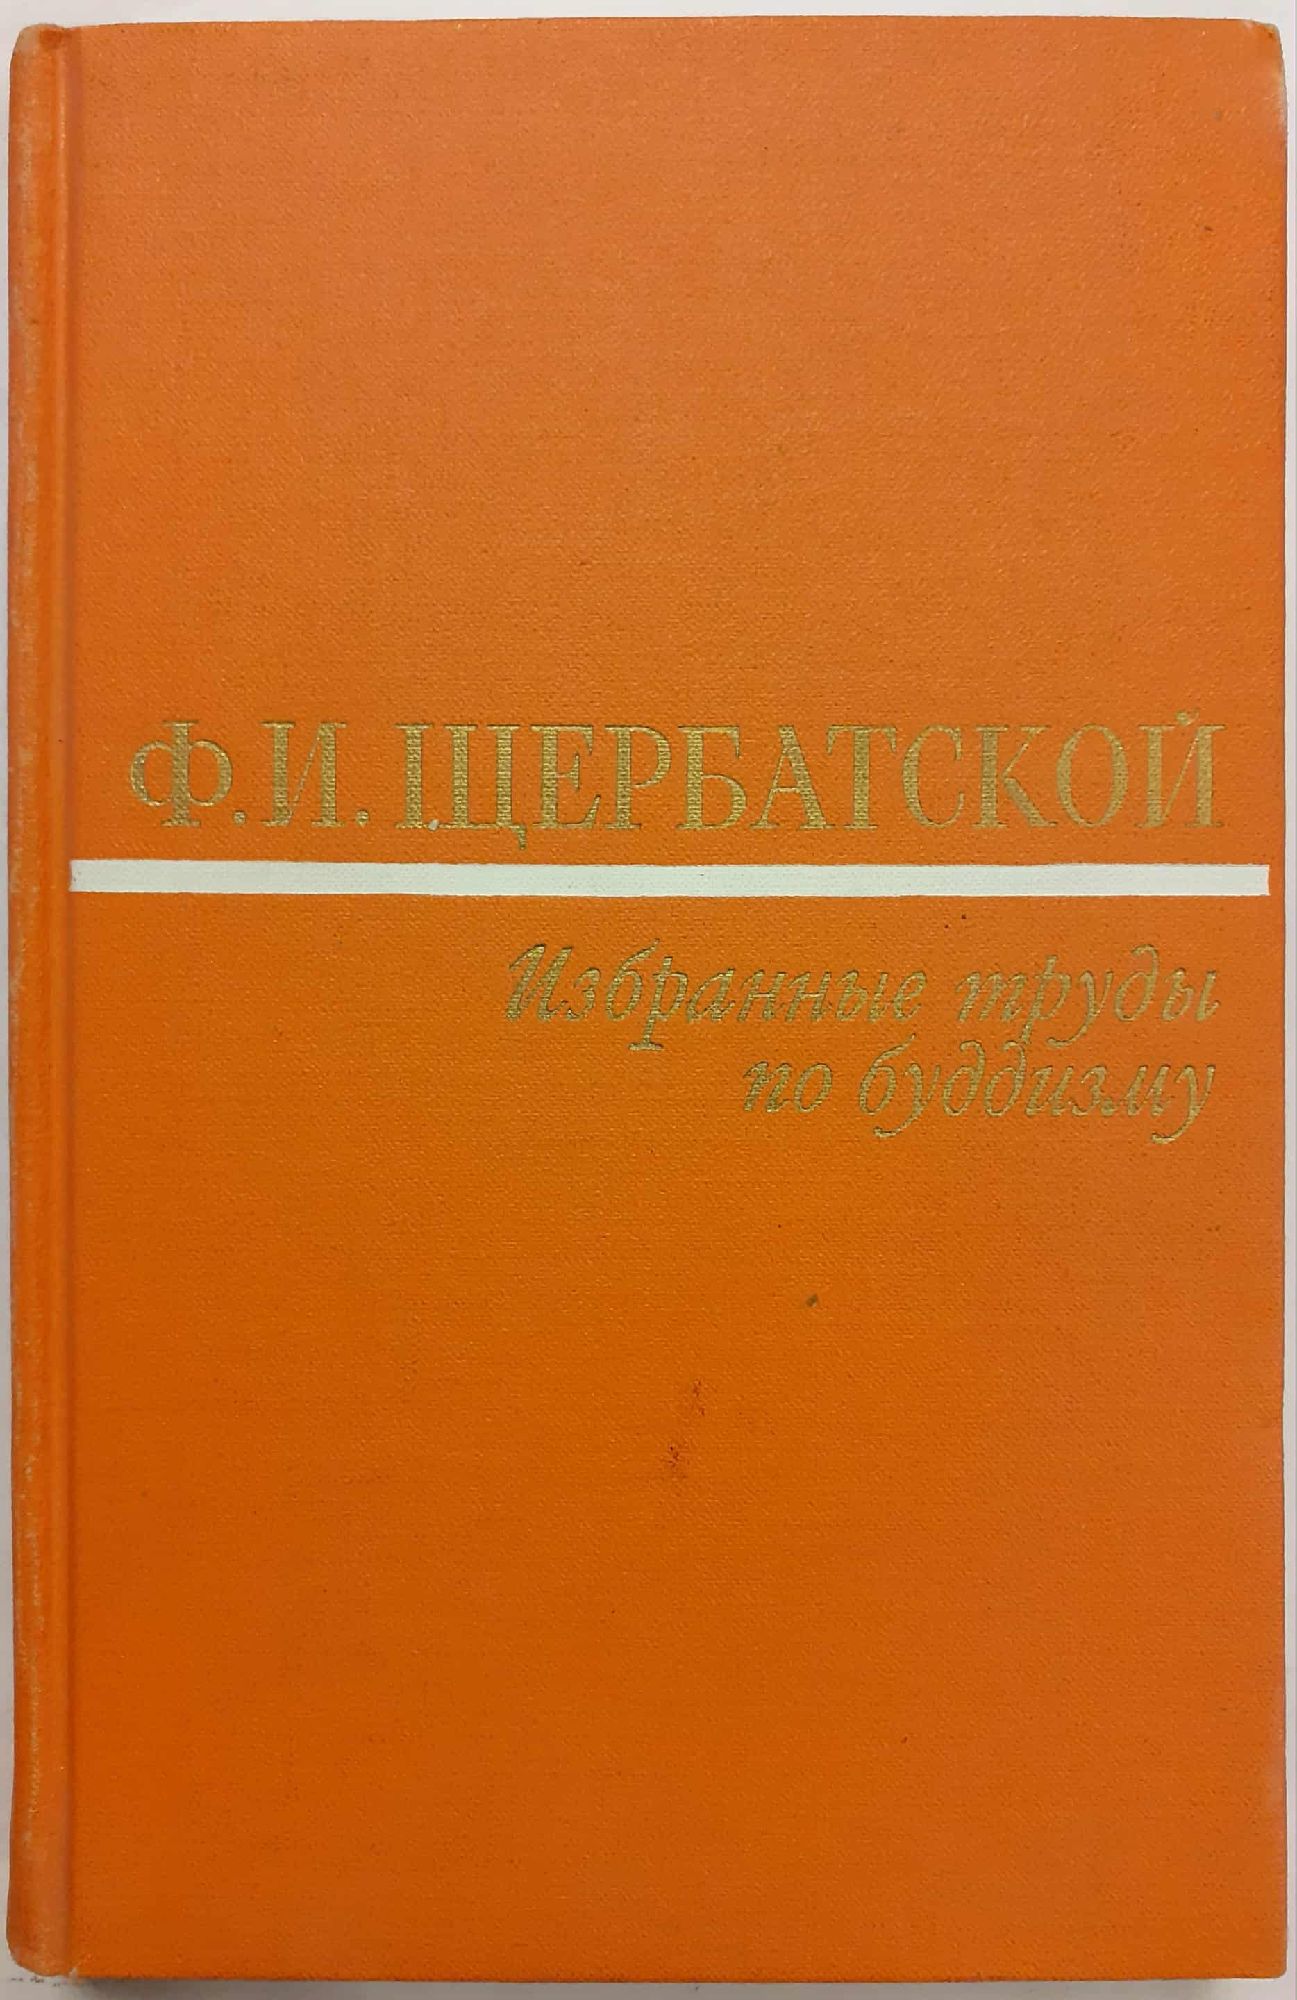 Ф.И.ЩЕРБАТСКОЙ
Избранные труды
по буддизму